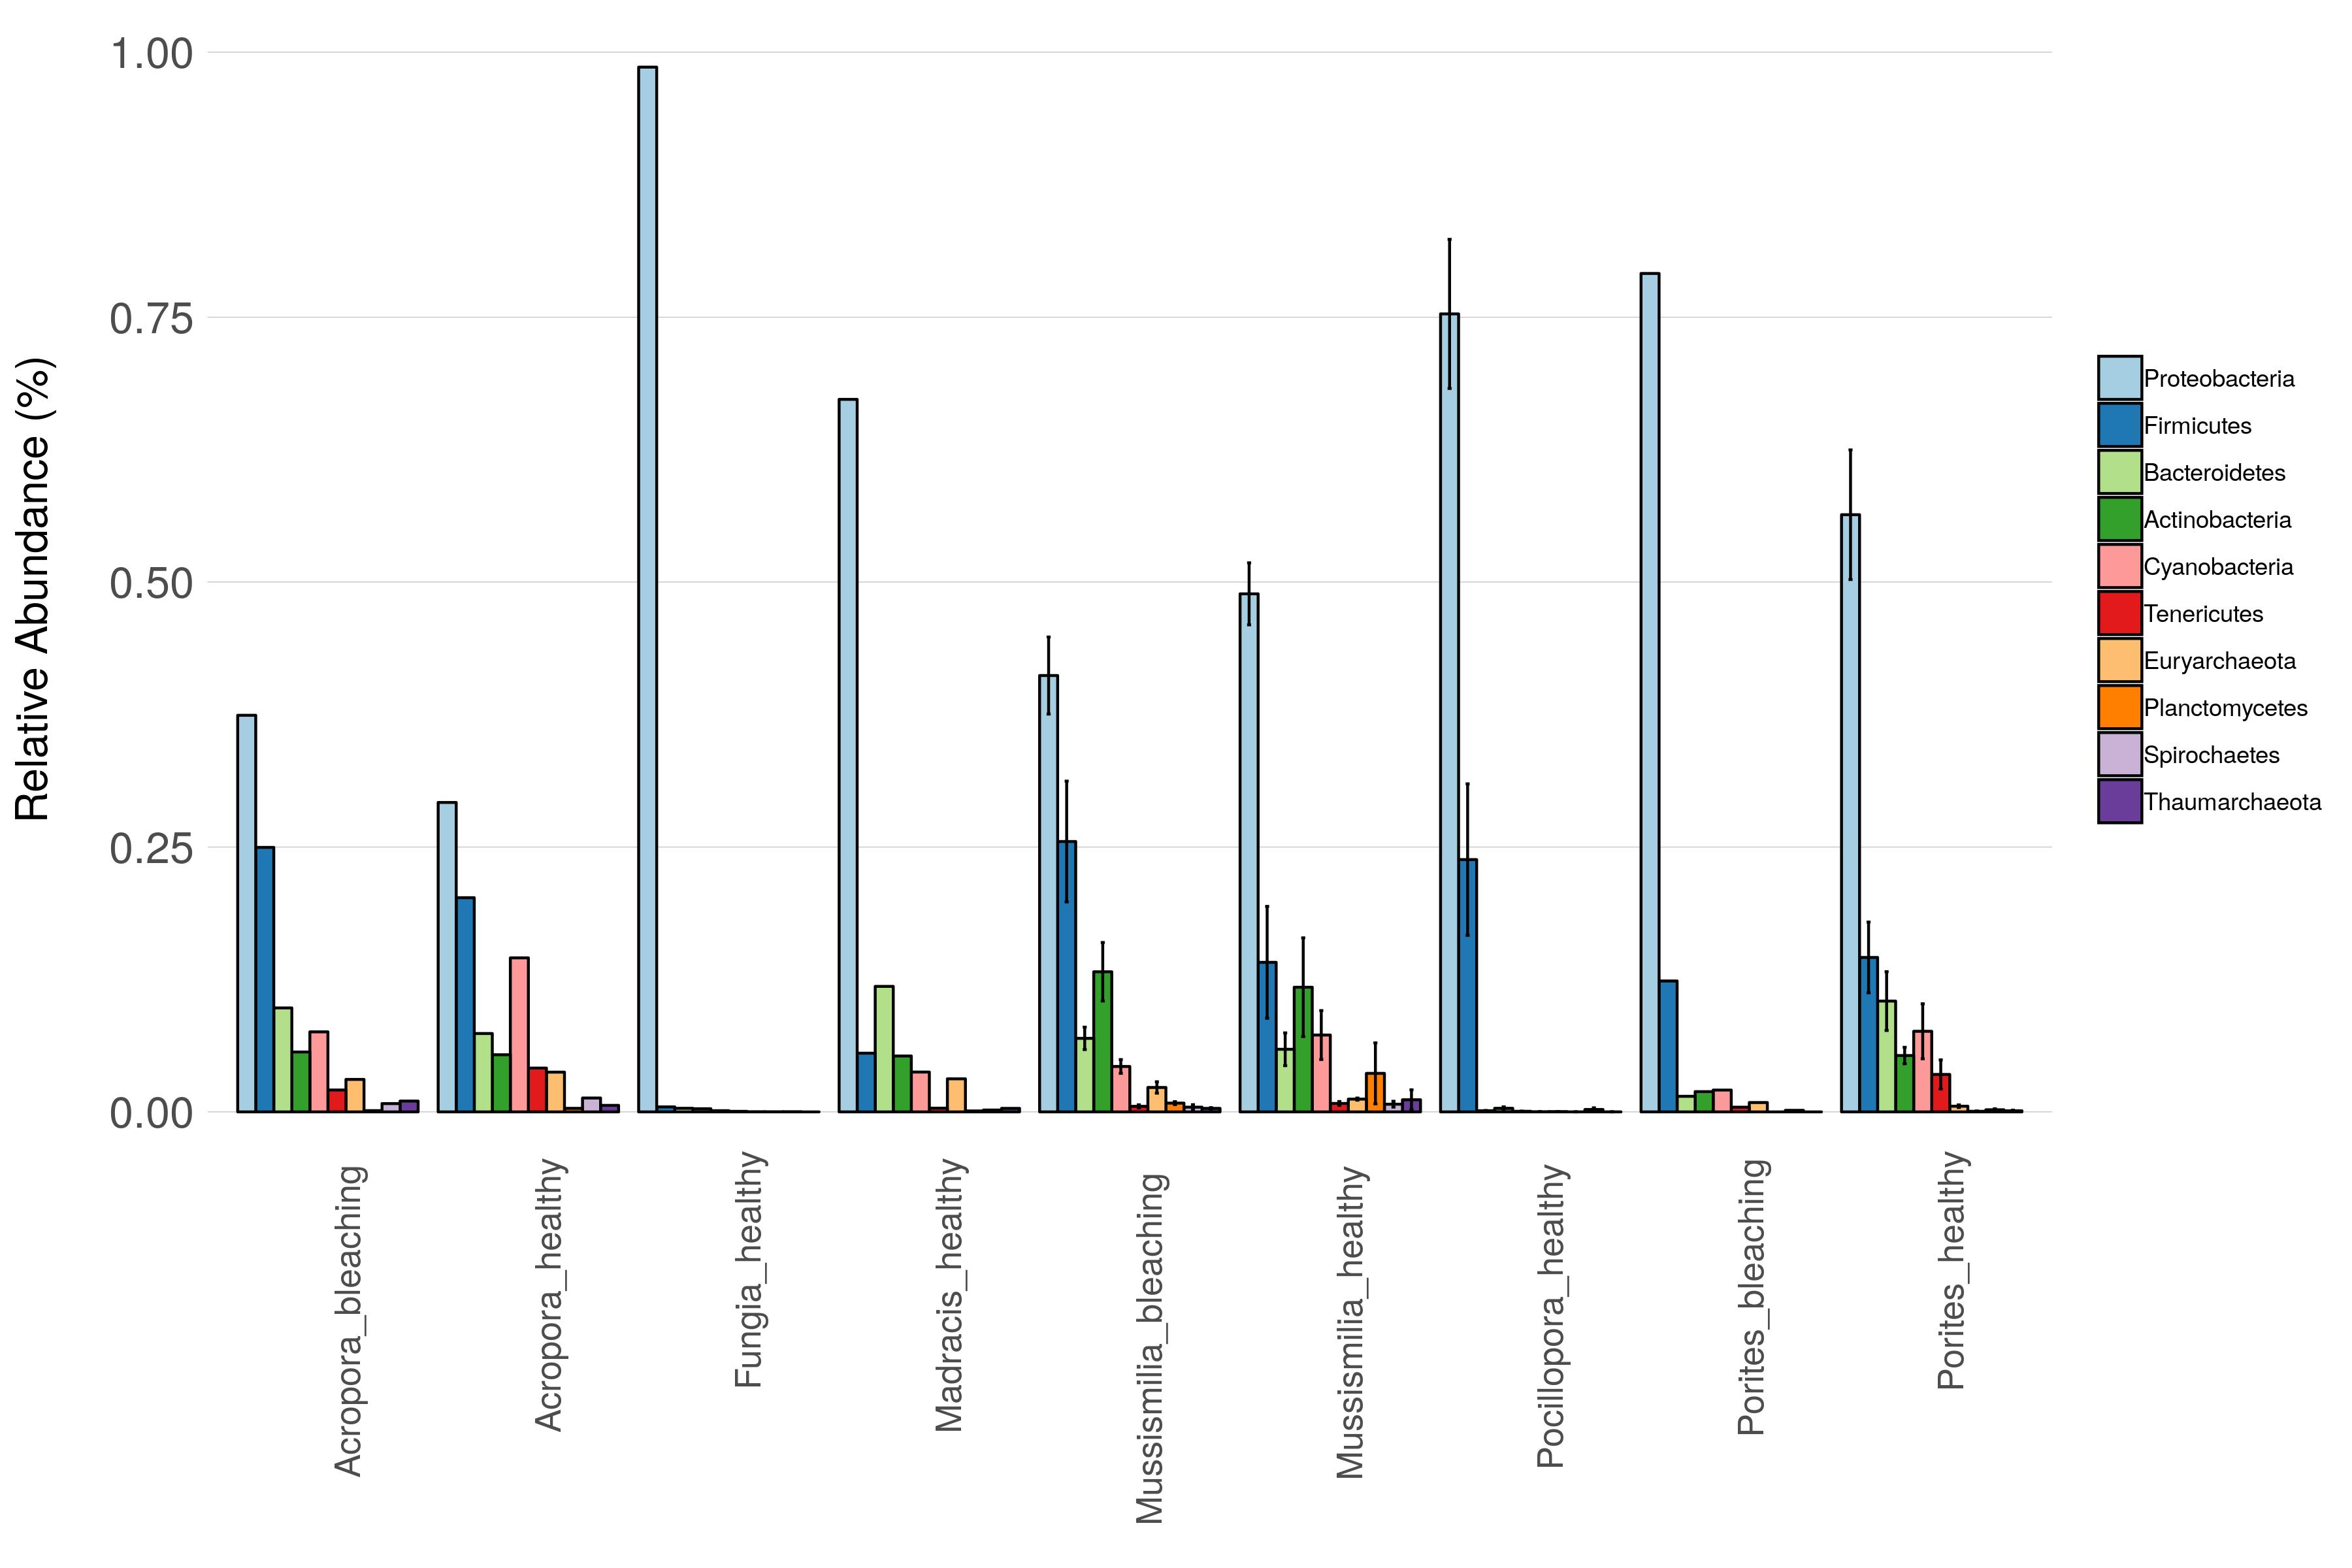 Relative Abundance (%)
1.00
0.75
0.50
0.25
0.00
Acropora_bleaching
Acropora_healthy
Fungia_healthy
Madracis_healthy
Mussismilia_bleaching
Mussismilia_healthy
Pocillopora_healthy
Porites_bleaching
Porites_healthy
Proteobacteria
Firmicutes
Bacteroidetes
Actinobacteria
Cyanobacteria
Tenericutes
Euryarchaeota
Planctomycetes
Spirochaetes
Thaumarchaeota